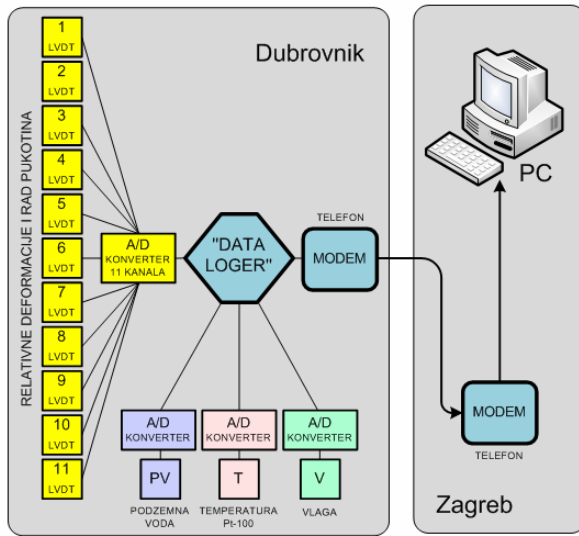 Dubrovnik
RELATIVNE DEFORMACIJE I RAD PUKOTINA
1
LVDT
2
LVDT
3
LVDT
4
LVDT
5
LVDT
6
LVDT
7
LVDT
8
LVDT
9
LVDT
10
LVDT
11
LVDT
A/D
KONVERTER
11 KANALA
"DATA
LOGER"
TELEFON
MODEM
A/D
KONVERTER
PV
PODZEMNA
VODA
A/D
KONVERTER
T
TEMPERATURA
Pt-100
A/D
KONVERTER
V
VLAGA
PC
MODEM
TELEFON
Zagreb